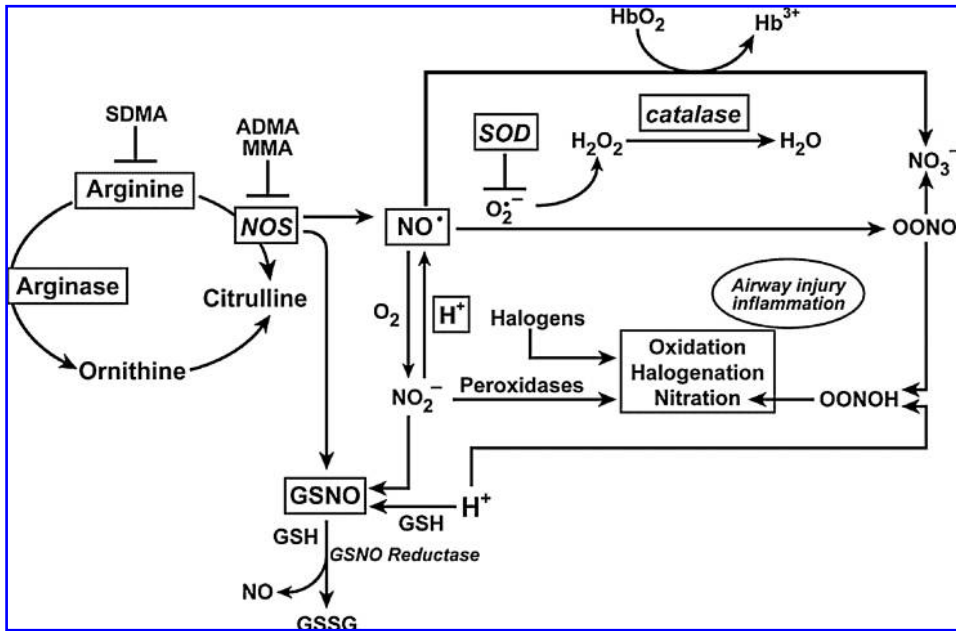 HbO₂
Hb³⁺
SDMA
ADMA
MMA
SOD
catalase
H₂O₂
H₂O
NO₃⁻
Arginine
NOS
NO•
O₂•⁻
OONO
Arginase
Citrulline
Airway injury
inflammation
O₂
H⁺
Halogens
Oxidation
Halogenation
Nitration
Ornithine
NO₂⁻
Peroxidases
OONOH
GSNO
H⁺
GSH
GSH
GSNO Reductase
NO
GSSG